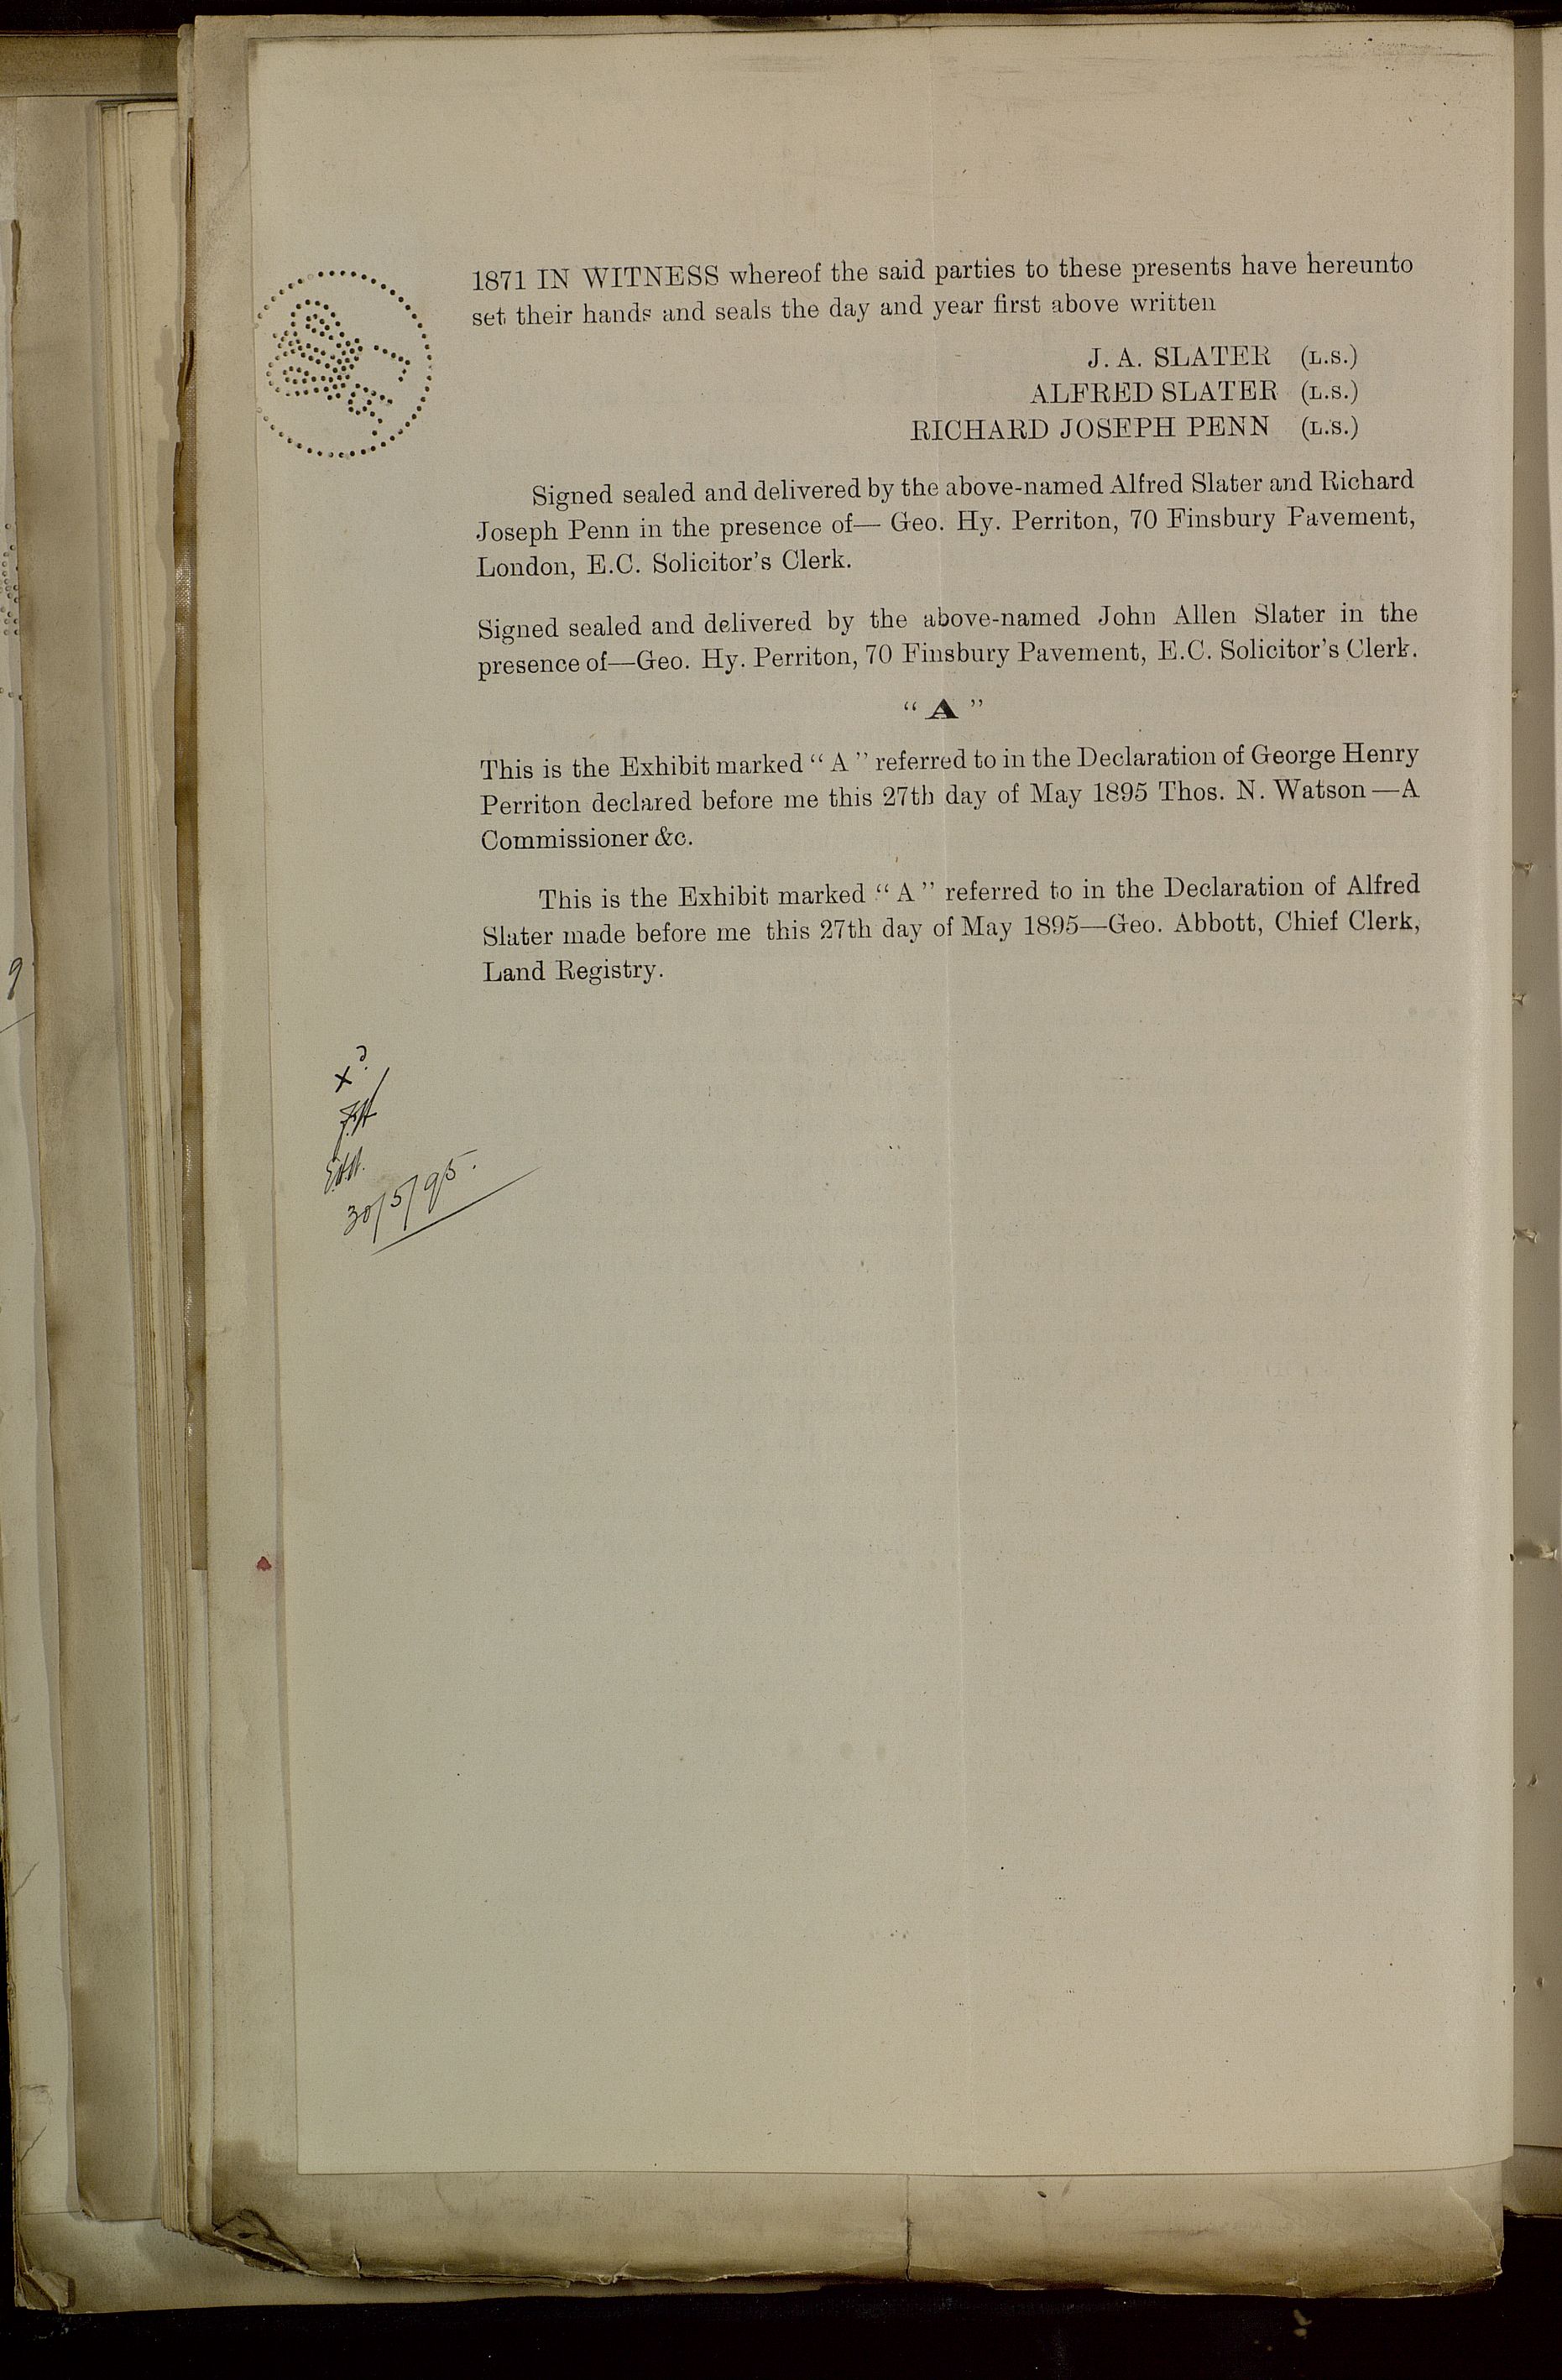 1871 IN WITNESS whereof the said parties to these presents have hereunto
set their hands and seals the day and year first above written
J. A. SLATER (L.S.)
ALFRED SLATER (L.S.)
RICHARD JOSEPH PENN (L.S.)
Signed sealed and delivered by the above-named Alfred Slater and Richard
Joseph Penn in the presence of— Geo. Hy. Perriton, 70 Finsbury Pavement,
London, E.C. Solicitor's Clerk.
Signed sealed and delivered by the above-named John Allen Slater in the
presence of—Geo. Hy. Perriton, 70 Finsbury Pavement, E.C. Solicitor's Clerk.
“ A ”
This is the Exhibit marked “ A ” referred to in the Declaration of George Henry
Perriton declared before me this 27th day of May 1895 Thos. N. Watson—A
Commissioner &c.
This is the Exhibit marked “ A ” referred to in the Declaration of Alfred
Slater made before me this 27th day of May 1895—Geo. Abbott, Chief Clerk,
Land Registry.
30/5/95.
9